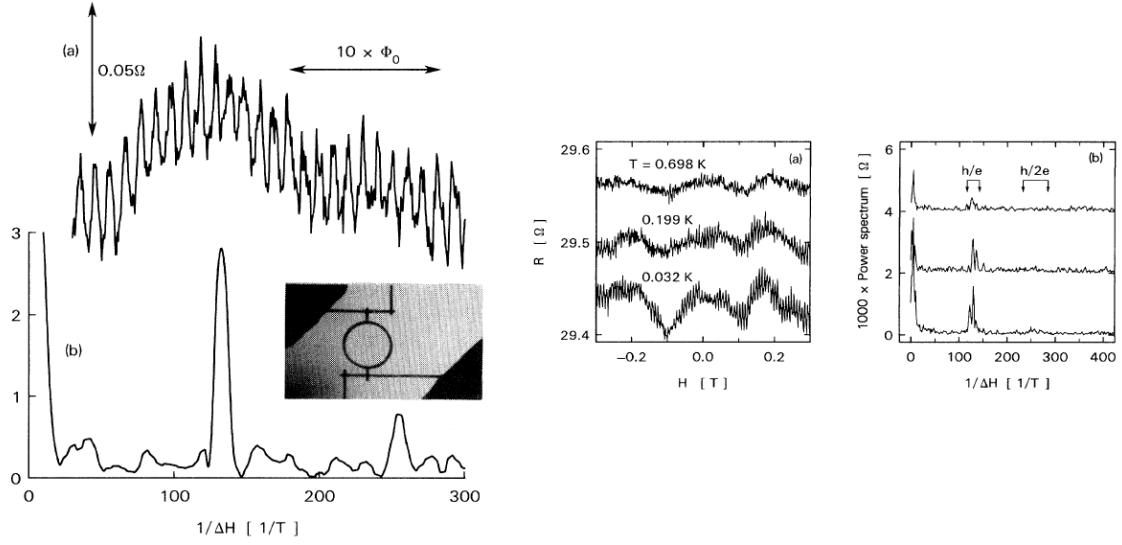 (a)
0.05Ω
10 × Φ0
3
2
1
0
(b)
0 100 200 300
1/ΔH [ 1/T ]
29.6
29.5
29.4
R [ Ω ]
(a)
T = 0.698 K
0.199 K
0.032 K
−0.2 0.0 0.2
H [ T ]
6
4
2
0
1000 × Power spectrum [ Ω ]
(b)
h/e h/2e
0 100 200 300 400
1/ΔH [ 1/T ]